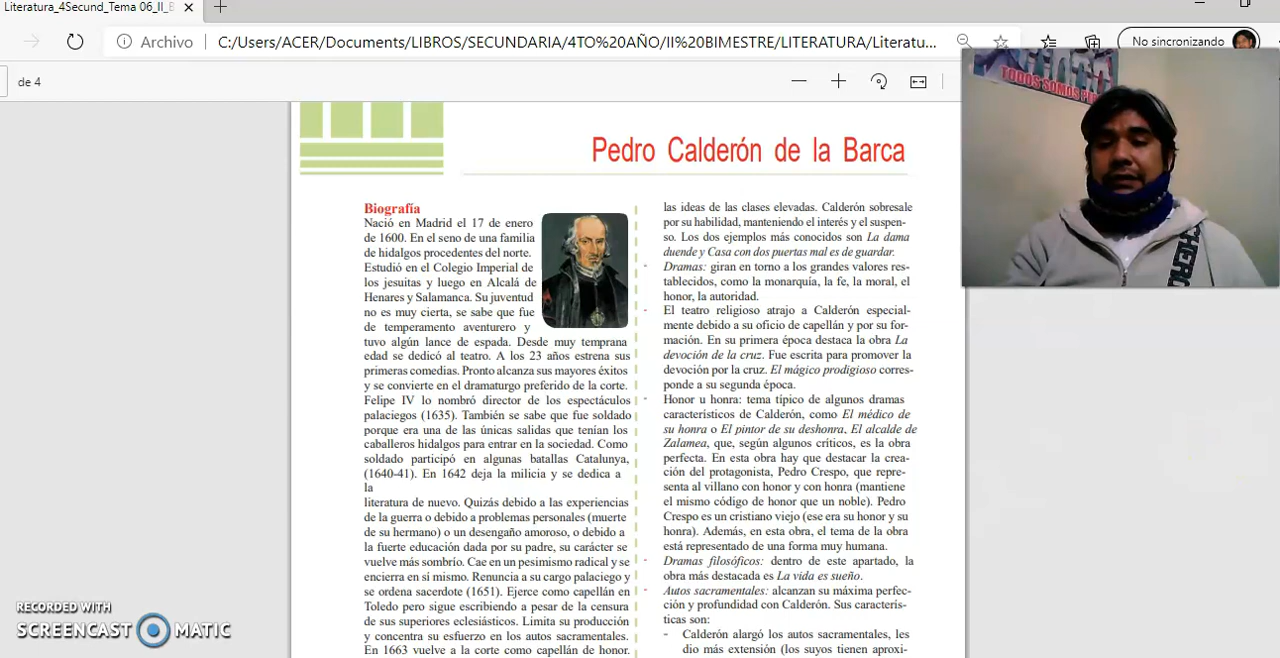 Literatura_4Secund_Tema 06_II_B
Archivo
C:/Users/ACER/Documents/LIBROS/SECUNDARIA/4TO%20AÑO/II%20BIMESTRE/LITERATURA/Literatu...
No sincronizando
de 4
TODOS SOMOS
Pedro Calderón de la Barca
Biografía
Nació en Madrid el 17 de enero
de 1600. En el seno de una familia
de hidalgos procedentes del norte.
Estudió en el Colegio Imperial de
los jesuitas y luego en Alcalá de
Henares y Salamanca. Su juventud
no es muy cierta, se sabe que fue
de temperamento aventurero y
tuvo algún lance de espada. Desde muy temprana
edad se dedicó al teatro. A los 23 años estrena sus
primeras comedias. Pronto alcanza sus mayores éxitos
y se convierte en el dramaturgo preferido de la corte.
Felipe IV lo nombró director de los espectáculos
palaciegos (1635). También se sabe que fue soldado
porque era una de las únicas salidas que tenían los
caballeros hidalgos para entrar en la sociedad. Como
soldado participó en algunas batallas Catalunya,
(1640-41). En 1642 deja la milicia y se dedica a
la
literatura de nuevo. Quizás debido a las experiencias
de la guerra o debido a problemas personales (muerte
de su hermano) o un desengaño amoroso, o debido a
la fuerte educación dada por su padre, su carácter se
vuelve más sombrío. Cae en un pesimismo radical y se
encierra en sí mismo. Renuncia a su cargo palaciego y
se ordena sacerdote (1651). Ejerce como capellán en
Toledo pero sigue escribiendo a pesar de la censura
de sus superiores eclesiásticos. Limita su producción
y concentra su esfuerzo en los autos sacramentales.
En 1663 vuelve a la corte como capellán de honor.
las ideas de las clases elevadas. Calderón sobresale
por su habilidad, manteniendo el interés y el suspen-
so. Los dos ejemplos más conocidos son La dama
duende y Casa con dos puertas mal es de guardar.
- Dramas: giran en torno a los grandes valores res-
tablecidos, como la monarquía, la fe, la moral, el
honor, la autoridad.
- El teatro religioso atrajo a Calderón especial-
mente debido a su oficio de capellán y por su for-
mación. En su primera época destaca la obra La
devoción de la cruz. Fue escrita para promover la
devoción por la cruz. El mágico prodigioso corres-
ponde a su segunda época.
- Honor u honra: tema típico de algunos dramas
característicos de Calderón, como El médico de
su honra o El pintor de su deshonra. El alcalde de
Zalamea, que, según algunos críticos, es la obra
perfecta. En esta obra hay que destacar la crea-
ción del protagonista, Pedro Crespo, que repre-
senta al villano con honor y con honra (mantiene
el mismo código de honor que un noble). Pedro
Crespo es un cristiano viejo (ese era su honor y su
honra). Además, en esta obra, el tema de la obra
está representado de una forma muy humana.
- Dramas filosóficos: dentro de este apartado, la
obra más destacada es La vida es sueño.
- Autos sacramentales: alcanzan su máxima perfec-
ción y profundidad con Calderón. Sus caracterís-
ticas son:
- Calderón alargó los autos sacramentales, les
dio más extensión (los suyos tienen aproxi-
RECORDED WITH
SCREENCAST MATIC